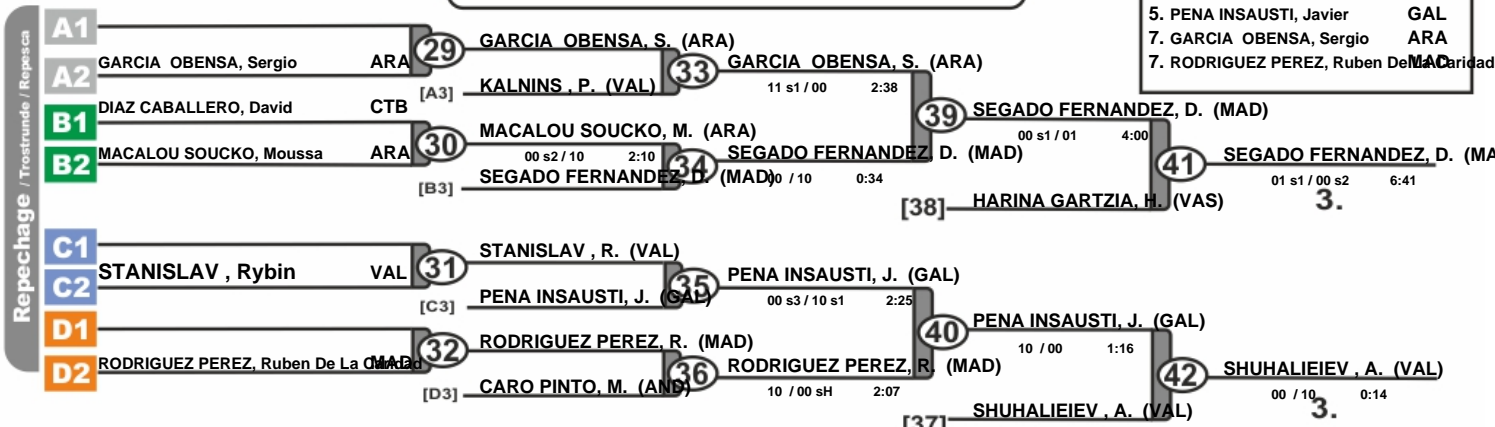 5. PENA INSAUSTI, Javier GAL
7. GARCIA OBENSA, Sergio ARA
7. RODRIGUEZ PEREZ, Ruben De La Caridad MAD
Repechage / Trostrunde / Repesca
A1
A2
GARCIA OBENSA, Sergio ARA
B1
DIAZ CABALLERO, David CTB
B2
MACALOU SOUCKO, Moussa ARA
C1
C2
STANISLAV , Rybin VAL
D1
D2
RODRIGUEZ PEREZ, Ruben De La Caridad MAD
29
30
31
32
GARCIA OBENSA, S. (ARA)
[A3] KALNINS , P. (VAL)
MACALOU SOUCKO, M. (ARA)
00 s2 / 10 2:10
[B3] SEGADO FERNANDEZ, D. (MAD)
STANISLAV , R. (VAL)
[C3] PENA INSAUSTI, J. (GAL)
RODRIGUEZ PEREZ, R. (MAD)
[D3] CARO PINTO, M. (AND)
33
34
35
36
GARCIA OBENSA, S. (ARA)
11 s1 / 00 2:38
SEGADO FERNANDEZ, D. (MAD)
00 / 10 0:34
PENA INSAUSTI, J. (GAL)
00 s3 / 10 s1 2:25
RODRIGUEZ PEREZ, R. (MAD)
10 / 00 sH 2:07
39
40
SEGADO FERNANDEZ, D. (MAD)
00 s1 / 01 4:00
[38] HARINA GARTZIA, H. (VAS)
PENA INSAUSTI, J. (GAL)
10 / 00 1:16
[37] SHUHALIEIEV , A. (VAL)
41
42
SEGADO FERNANDEZ, D. (MA
01 s1 / 00 s2 6:41
3.
SHUHALIEIEV , A. (VAL)
00 / 10 0:14
3.